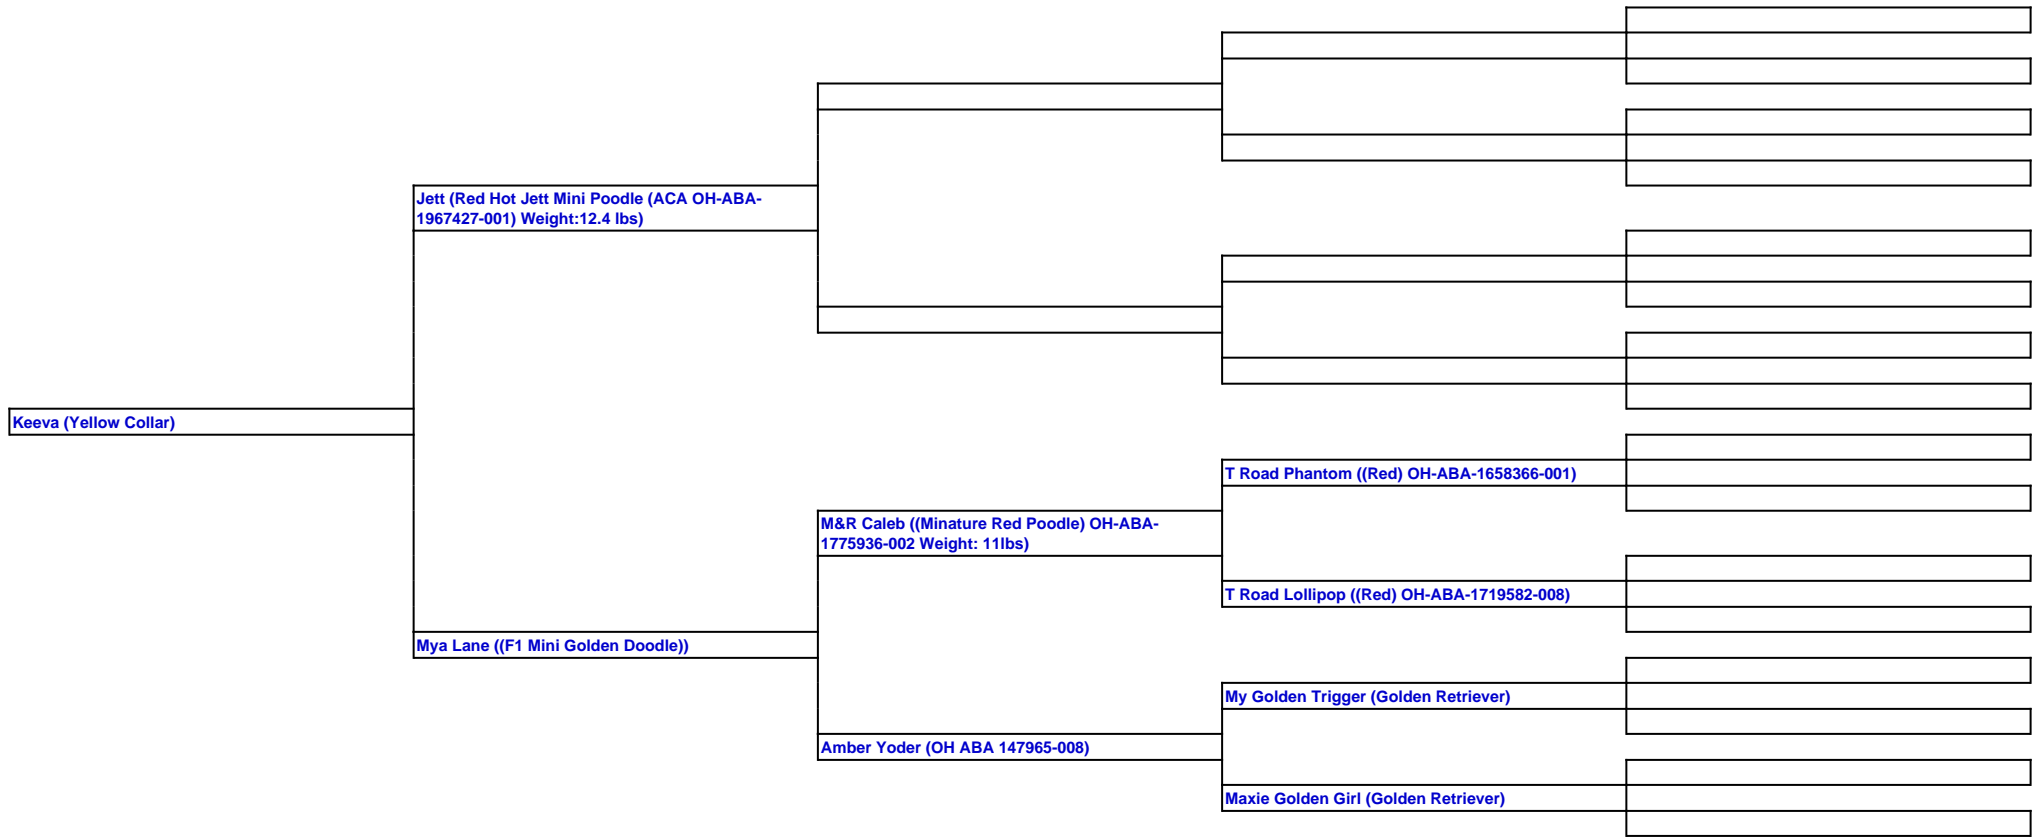 Jett (Red Hot Jett Mini Poodle (ACA OH-ABA-
1967427-001) Weight:12.4 lbs)
Keeva (Yellow Collar)
T Road Phantom ((Red) OH-ABA-1658366-001)
M&R Caleb ((Minature Red Poodle) OH-ABA-
1775936-002 Weight: 11lbs)
T Road Lollipop ((Red) OH-ABA-1719582-008)
Mya Lane ((F1 Mini Golden Doodle))
My Golden Trigger (Golden Retriever)
Amber Yoder (OH ABA 147965-008)
Maxie Golden Girl (Golden Retriever)